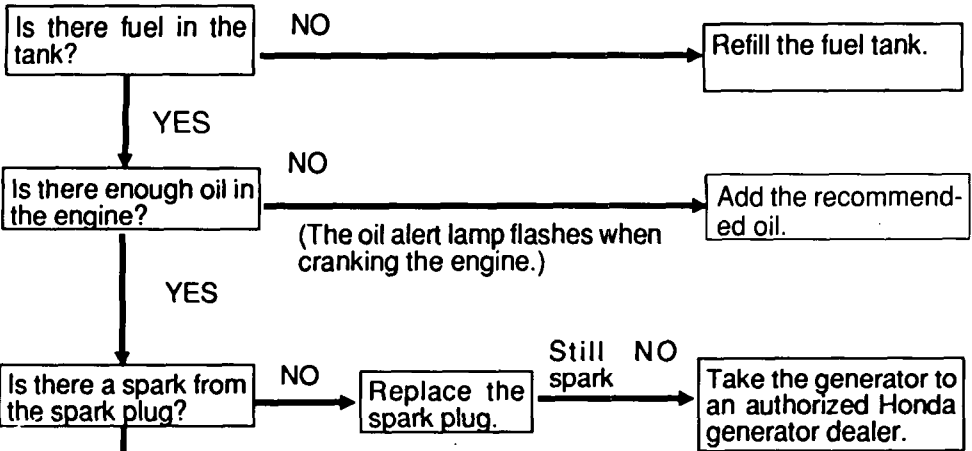 Is there fuel in the
tank?
NO
Refill the fuel tank.
YES
Is there enough oil in
the engine?
NO
(The oil alert lamp flashes when
cranking the engine.)
Add the recommend-
ed oil.
YES
Is there a spark from
the spark plug?
NO
Replace the
spark plug.
Still NO
spark
Take the generator to
an authorized Honda
generator dealer.